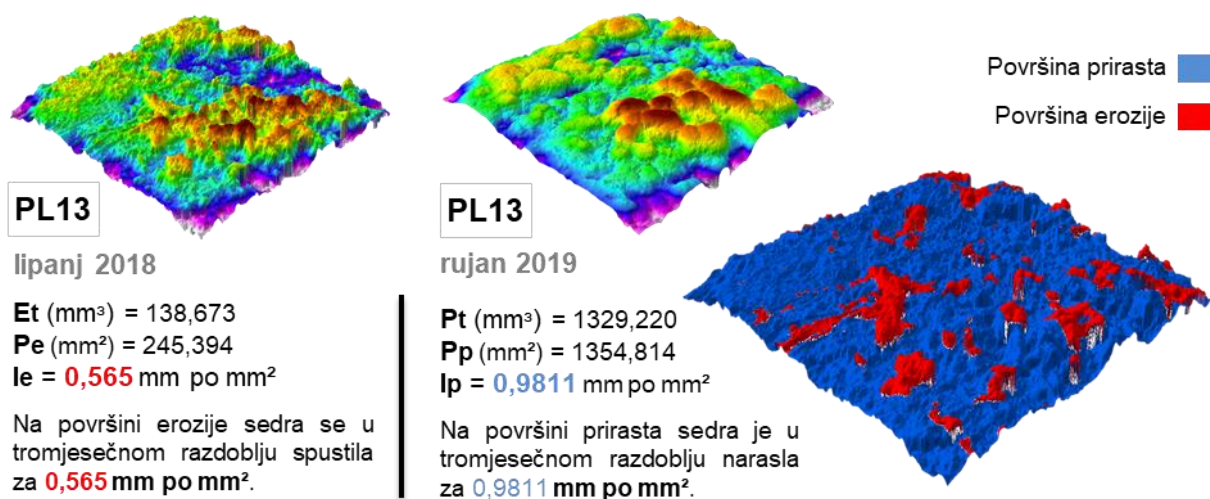 Površina prirasta
Površina erozije
PL13
lipanj 2018
Et (mm³) = 138,673
Pe (mm²) = 245,394
Ie = 0,565 mm po mm²
Na površini erozije sedra se u
tromjesečnom razdoblju spustila
za 0,565 mm po mm².
PL13
rujan 2019
Pt (mm³) = 1329,220
Pp (mm²) = 1354,814
Ip = 0,9811 mm po mm²
Na površini prirasta sedra je u
tromjesečnom razdoblju narasla
za 0,9811 mm po mm².